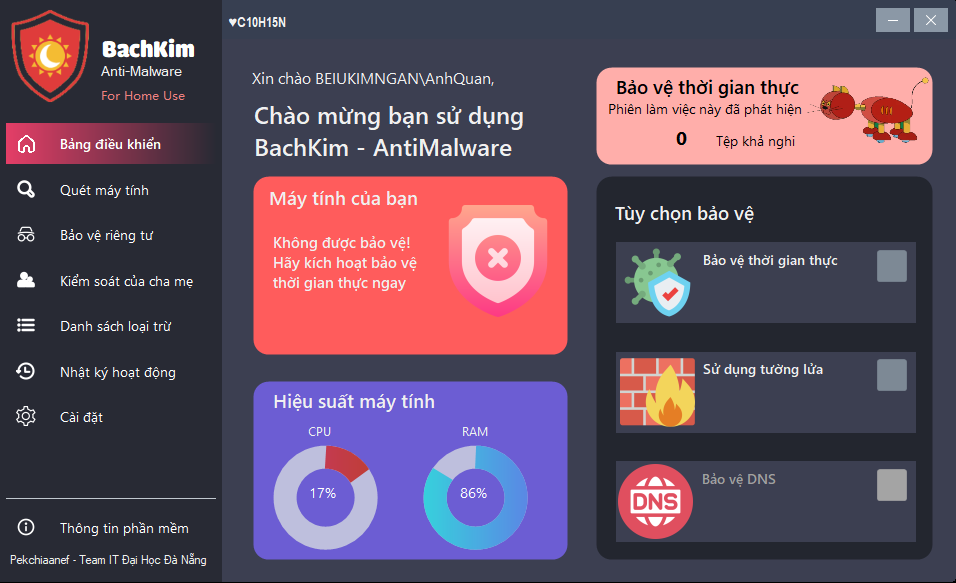 BachKim
Anti-Malware
For Home Use
Bảng điều khiển
Quét máy tính
Bảo vệ riêng tư
Kiểm soát của cha mẹ
Danh sách loại trừ
Nhật ký hoạt động
Cài đặt
Thông tin phần mềm
Pekchiaanef - Team IT Đại Học Đà Nẵng
♥C10H15N
Xin chào BEIUKIMNGAN\AnhQuan,
Chào mừng bạn sử dụng
BachKim - AntiMalware
Máy tính của bạn
Không được bảo vệ!
Hãy kích hoạt bảo vệ
thời gian thực ngay
Hiệu suất máy tính
CPU RAM
17% 86%
Bảo vệ thời gian thực
Phiên làm việc này đã phát hiện
0 Tệp khả nghi
Tùy chọn bảo vệ
Bảo vệ thời gian thực
Sử dụng tường lửa
Bảo vệ DNS
DNS